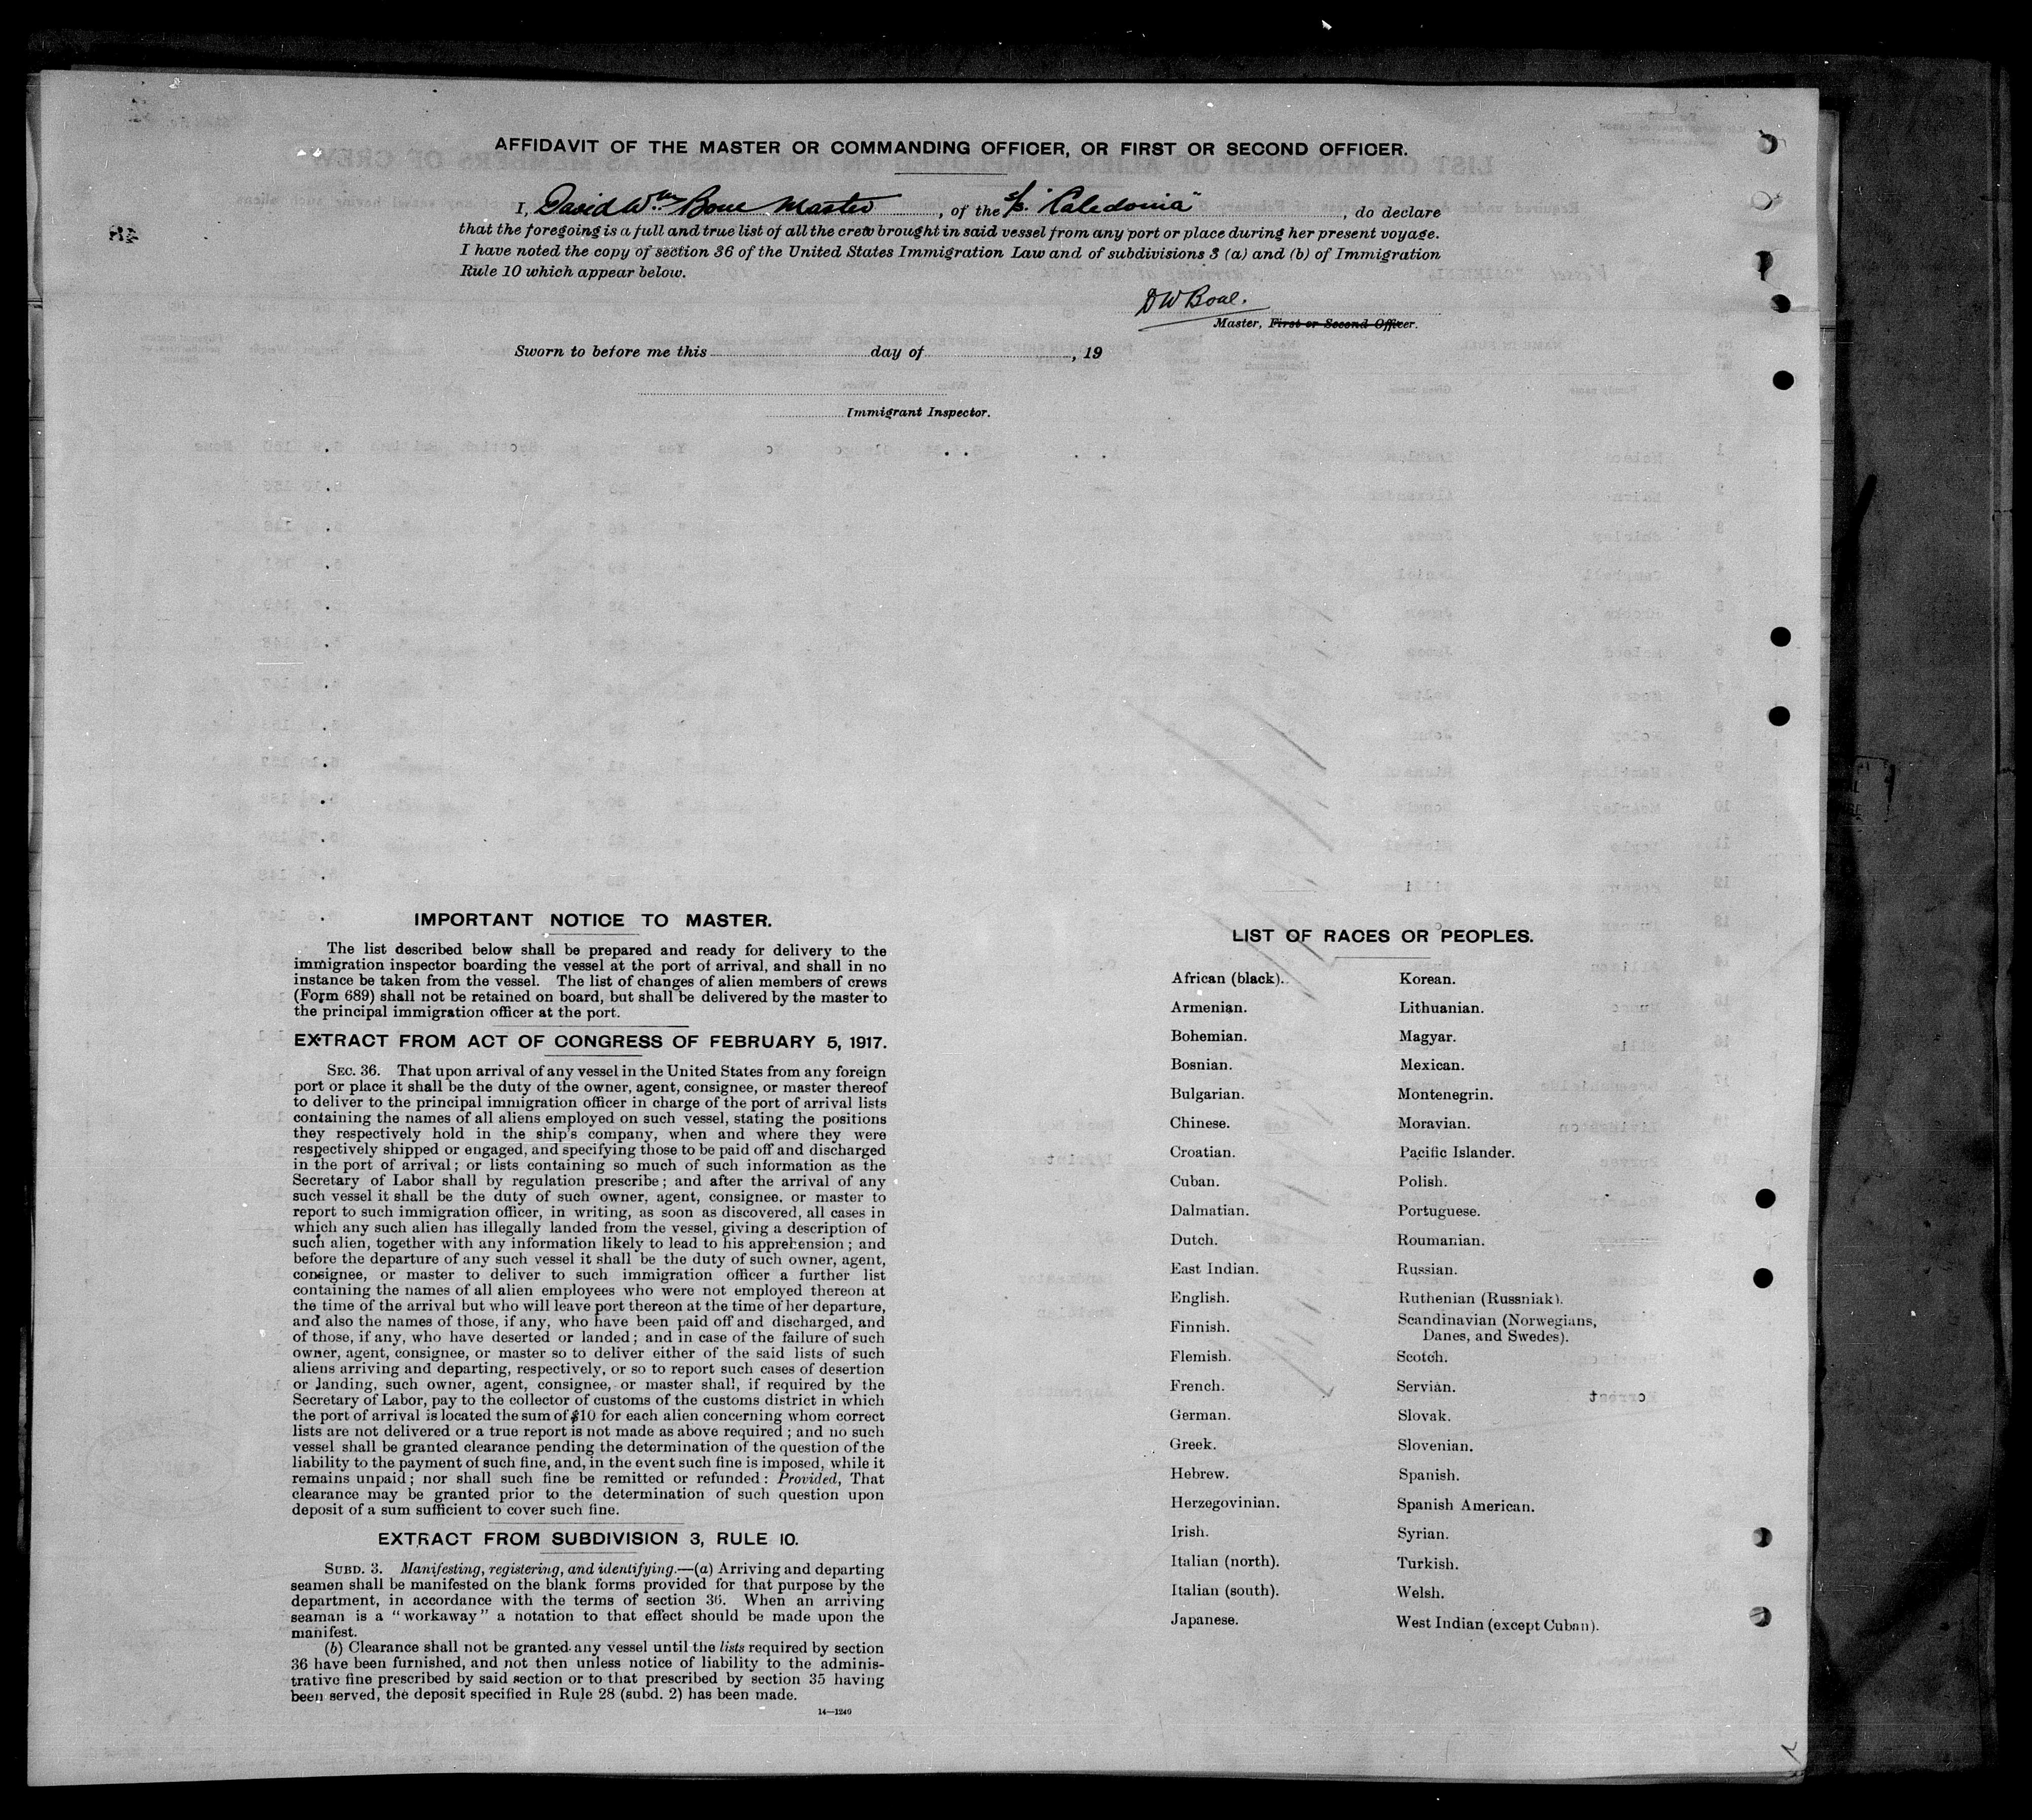 AFFIDAVIT OF THE MASTER OR COMMANDING OFFICER, OR FIRST OR SECOND OFFICER.
I, David Wm Bone Master, of the S/S. "Caledonia", do declare
that the foregoing is a full and true list of all the crew brought in said vessel from any port or place during her present voyage.
I have noted the copy of section 36 of the United States Immigration Law and of subdivisions 3 (a) and (b) of Immigration
Rule 10 which appear below.
DW Bone.
Master, First or Second Officer.
Sworn to before me this day of , 19
Immigrant Inspector.
IMPORTANT NOTICE TO MASTER.
The list described below shall be prepared and ready for delivery to the
immigration inspector boarding the vessel at the port of arrival, and shall in no
instance be taken from the vessel. The list of changes of alien members of crews
(Form 689) shall not be retained on board, but shall be delivered by the master to
the principal immigration officer at the port.
EXTRACT FROM ACT OF CONGRESS OF FEBRUARY 5, 1917.
SEC. 36. That upon arrival of any vessel in the United States from any foreign
port or place it shall be the duty of the owner, agent, consignee, or master thereof
to deliver to the principal immigration officer in charge of the port of arrival lists
containing the names of all aliens employed on such vessel, stating the positions
they respectively hold in the ship's company, when and where they were
respectively shipped or engaged, and specifying those to be paid off and discharged
in the port of arrival; or lists containing so much of such information as the
Secretary of Labor shall by regulation prescribe; and after the arrival of any
such vessel it shall be the duty of such owner, agent, consignee, or master to
report to such immigration officer, in writing, as soon as discovered, all cases in
which any such alien has illegally landed from the vessel, giving a description of
such alien, together with any information likely to lead to his apprehension; and
before the departure of any such vessel it shall be the duty of such owner, agent,
consignee, or master to deliver to such immigration officer a further list
containing the names of all alien employees who were not employed thereon at
the time of the arrival but who will leave port thereon at the time of her departure,
and also the names of those, if any, who have been paid off and discharged, and
of those, if any, who have deserted or landed; and in case of the failure of such
owner, agent, consignee, or master so to deliver either of the said lists of such
aliens arriving and departing, respectively, or so to report such cases of desertion
or landing, such owner, agent, consignee, or master shall, if required by the
Secretary of Labor, pay to the collector of customs of the customs district in which
the port of arrival is located the sum of $10 for each alien concerning whom correct
lists are not delivered or a true report is not made as above required; and no such
vessel shall be granted clearance pending the determination of the question of the
liability to the payment of such fine, and, in the event such fine is imposed, while it
remains unpaid; nor shall such fine be remitted or refunded: Provided, That
clearance may be granted prior to the determination of such question upon
deposit of a sum sufficient to cover such fine.
EXTRACT FROM SUBDIVISION 3, RULE 10.
SUBD. 3. Manifesting, registering, and identifying.—(a) Arriving and departing
seamen shall be manifested on the blank forms provided for that purpose by the
department, in accordance with the terms of section 36. When an arriving
seaman is a "workaway" a notation to that effect should be made upon the
manifest.
(b) Clearance shall not be granted any vessel until the lists required by section
36 have been furnished, and not then unless notice of liability to the adminis-
trative fine prescribed by said section or to that prescribed by section 35 having
been served, the deposit specified in Rule 28 (subd. 2) has been made.
14—1240
LIST OF RACES OR PEOPLES.
African (black).
Armenian.
Bohemian.
Bosnian.
Bulgarian.
Chinese.
Croatian.
Cuban.
Dalmatian.
Dutch.
East Indian.
English.
Finnish.
Flemish.
French.
German.
Greek.
Hebrew.
Herzegovinian.
Irish.
Italian (north).
Italian (south).
Japanese.
Korean.
Lithuanian.
Magyar.
Mexican.
Montenegrin.
Moravian.
Pacific Islander.
Polish.
Portuguese.
Roumanian.
Russian.
Ruthenian (Russniak).
Scandinavian (Norwegians,
Danes, and Swedes).
Scotch.
Servian.
Slovak.
Slovenian.
Spanish.
Spanish American.
Syrian.
Turkish.
Welsh.
West Indian (except Cuban).